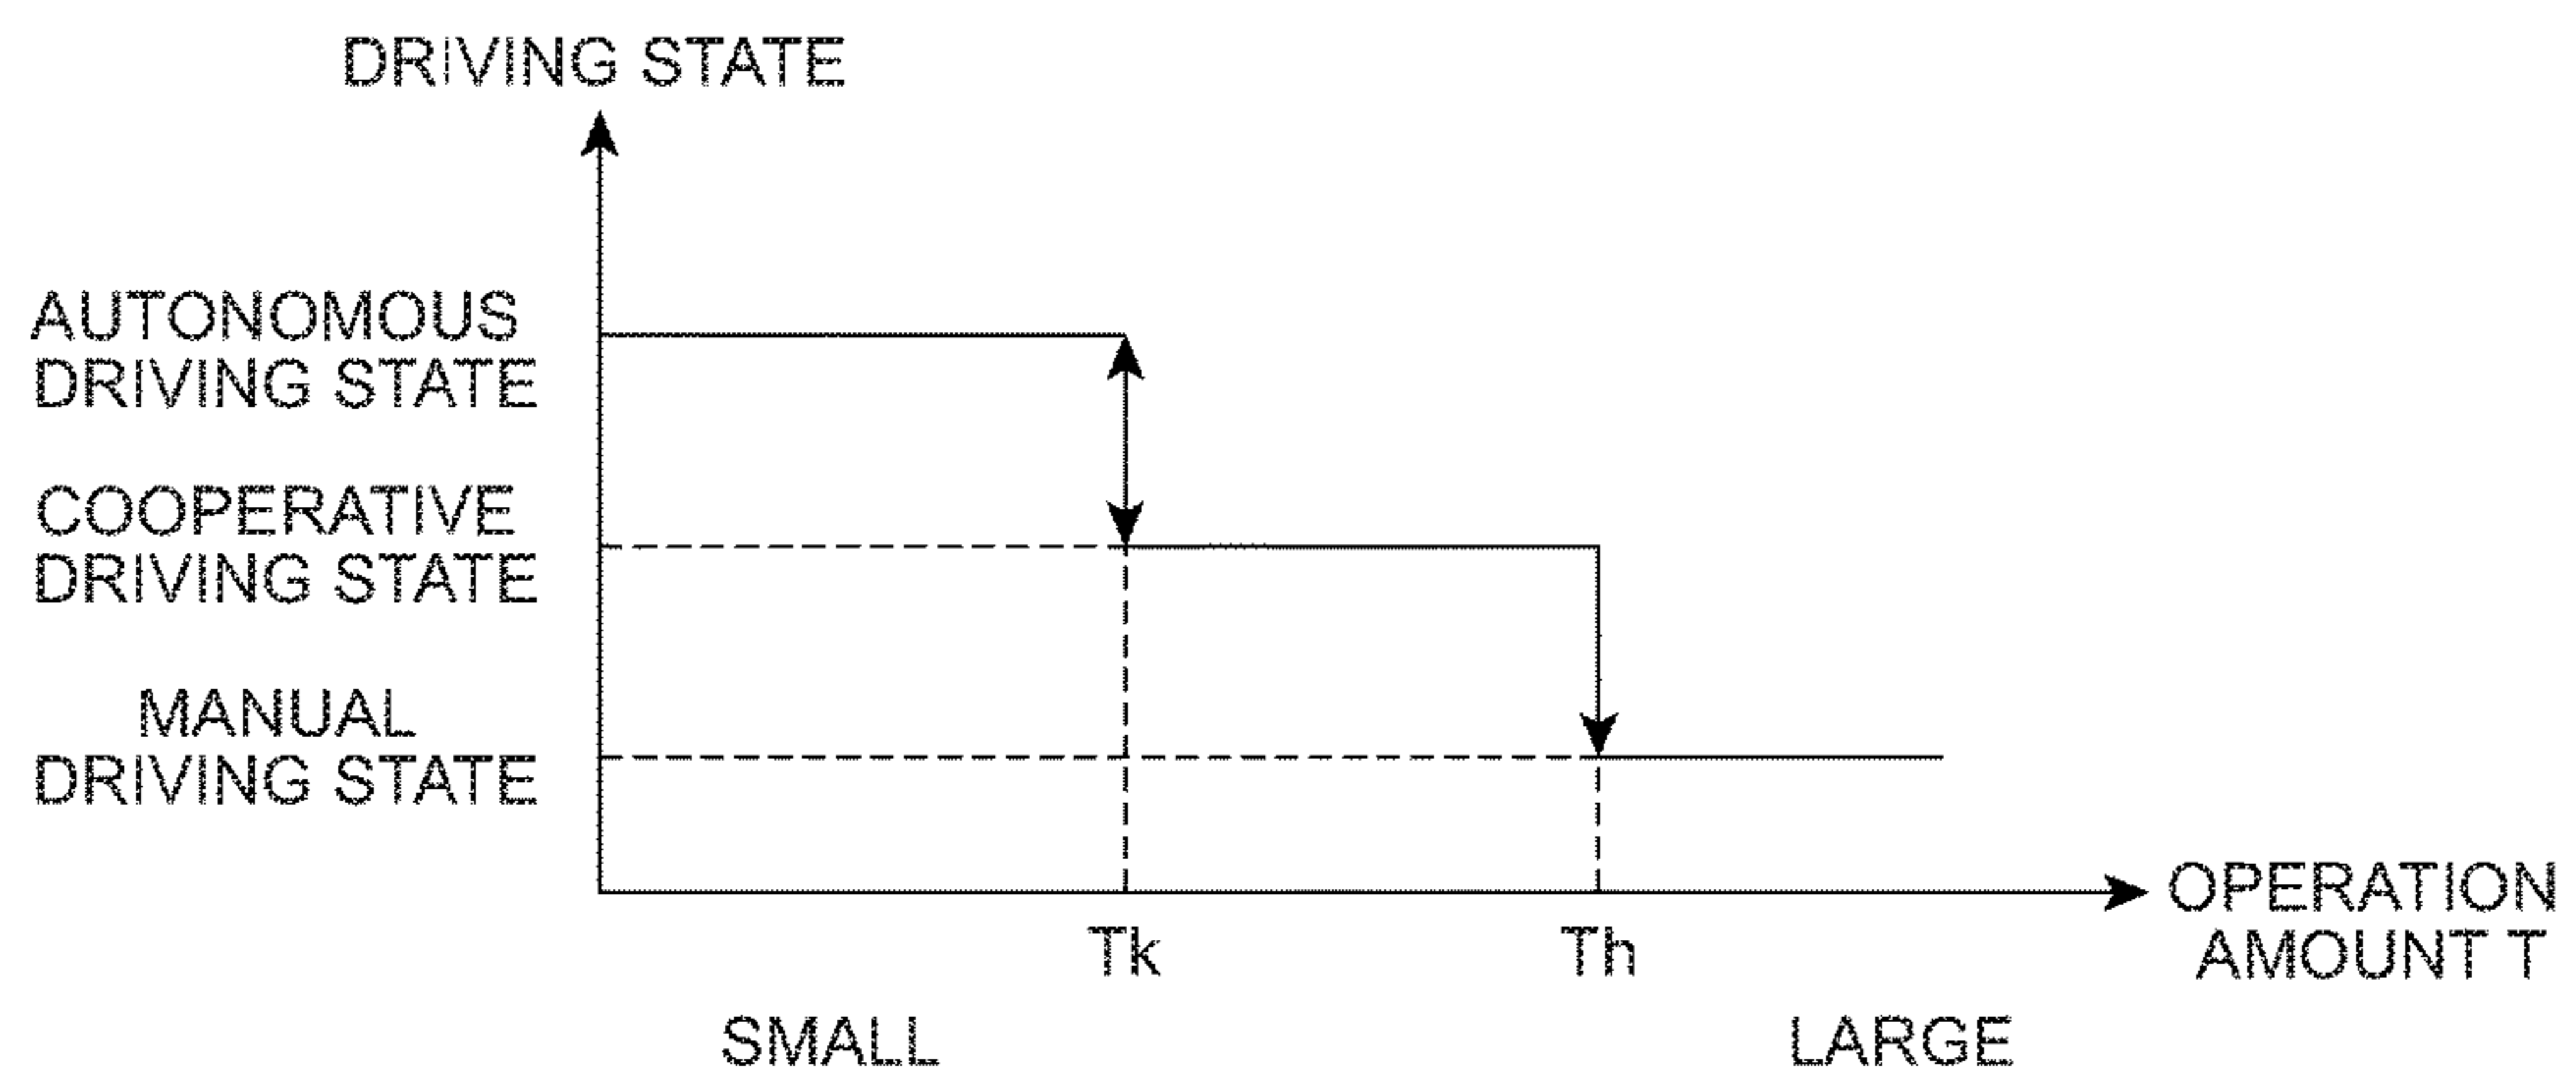 DRIVING STATE
AUTONOMOUS
DRIVING STATE
COOPERATIVE
DRIVING STATE
MANUAL
DRIVING STATE
OPERATION
AMOUNT T
Tk
Th
SMALL
LARGE